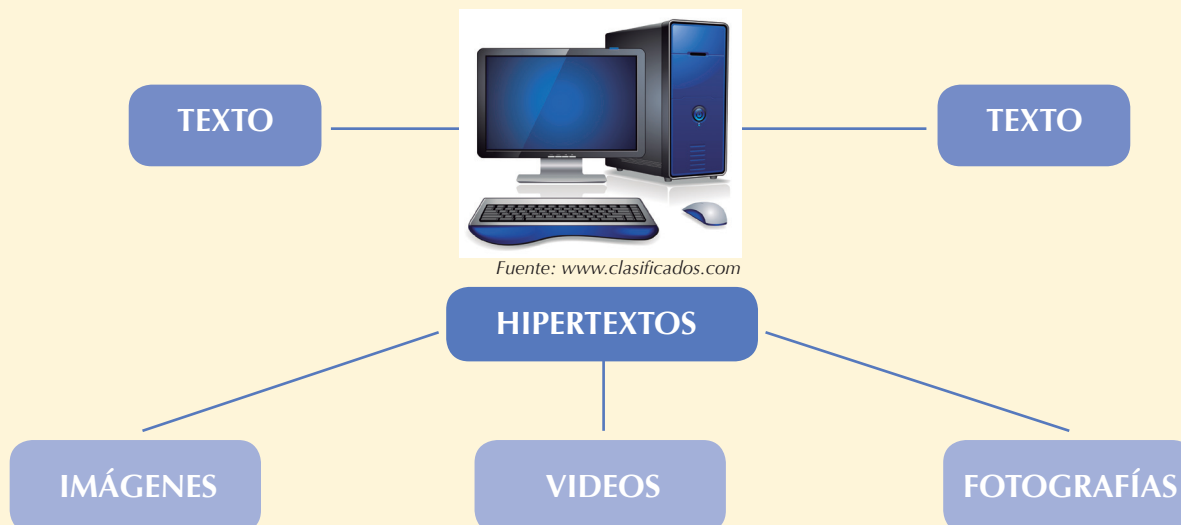 TEXTO
TEXTO
Fuente: www.clasificados.com
HIPERTEXTOS
IMÁGENES
VIDEOS
FOTOGRAFÍAS